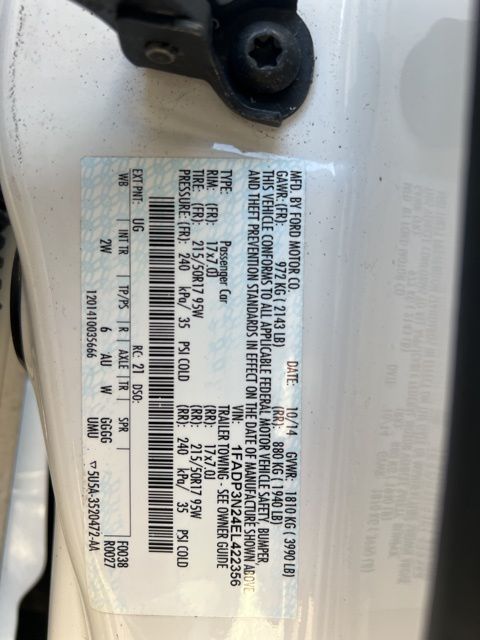 MFD. BY FORD MOTOR CO.
DATE: 10/14 GVWR: 1810 KG ( 3990 LB)
GAWR: (FR): 972 KG ( 2143 LB) (RR): 880 KG ( 1940 LB)
THIS VEHICLE CONFORMS TO ALL APPLICABLE FEDERAL MOTOR VEHICLE SAFETY, BUMPER,
AND THEFT PREVENTION STANDARDS IN EFFECT ON THE DATE OF MANUFACTURE SHOWN ABOVE.
VIN: 1FADP3N24EL422356
TYPE: Passenger Car TRAILER TOWING - SEE OWNER GUIDE
RIM: (FR): 17x7.0J (RR): 17x7.0J
TIRE: (FR): 215/50R17 95W (RR): 215/50R17 95W
PRESSURE: (FR): 240 kPa/ 35 PSI COLD (RR): 240 kPa/ 35 PSI COLD
EXT PNT: UG RC: 21 DSO: F0038
R0027
WB INT TR TP/PS R AXLE TR SPR
2W 6 AU W GGGG
UMU
1201410035666
▽ 5U5A-3520472-AA